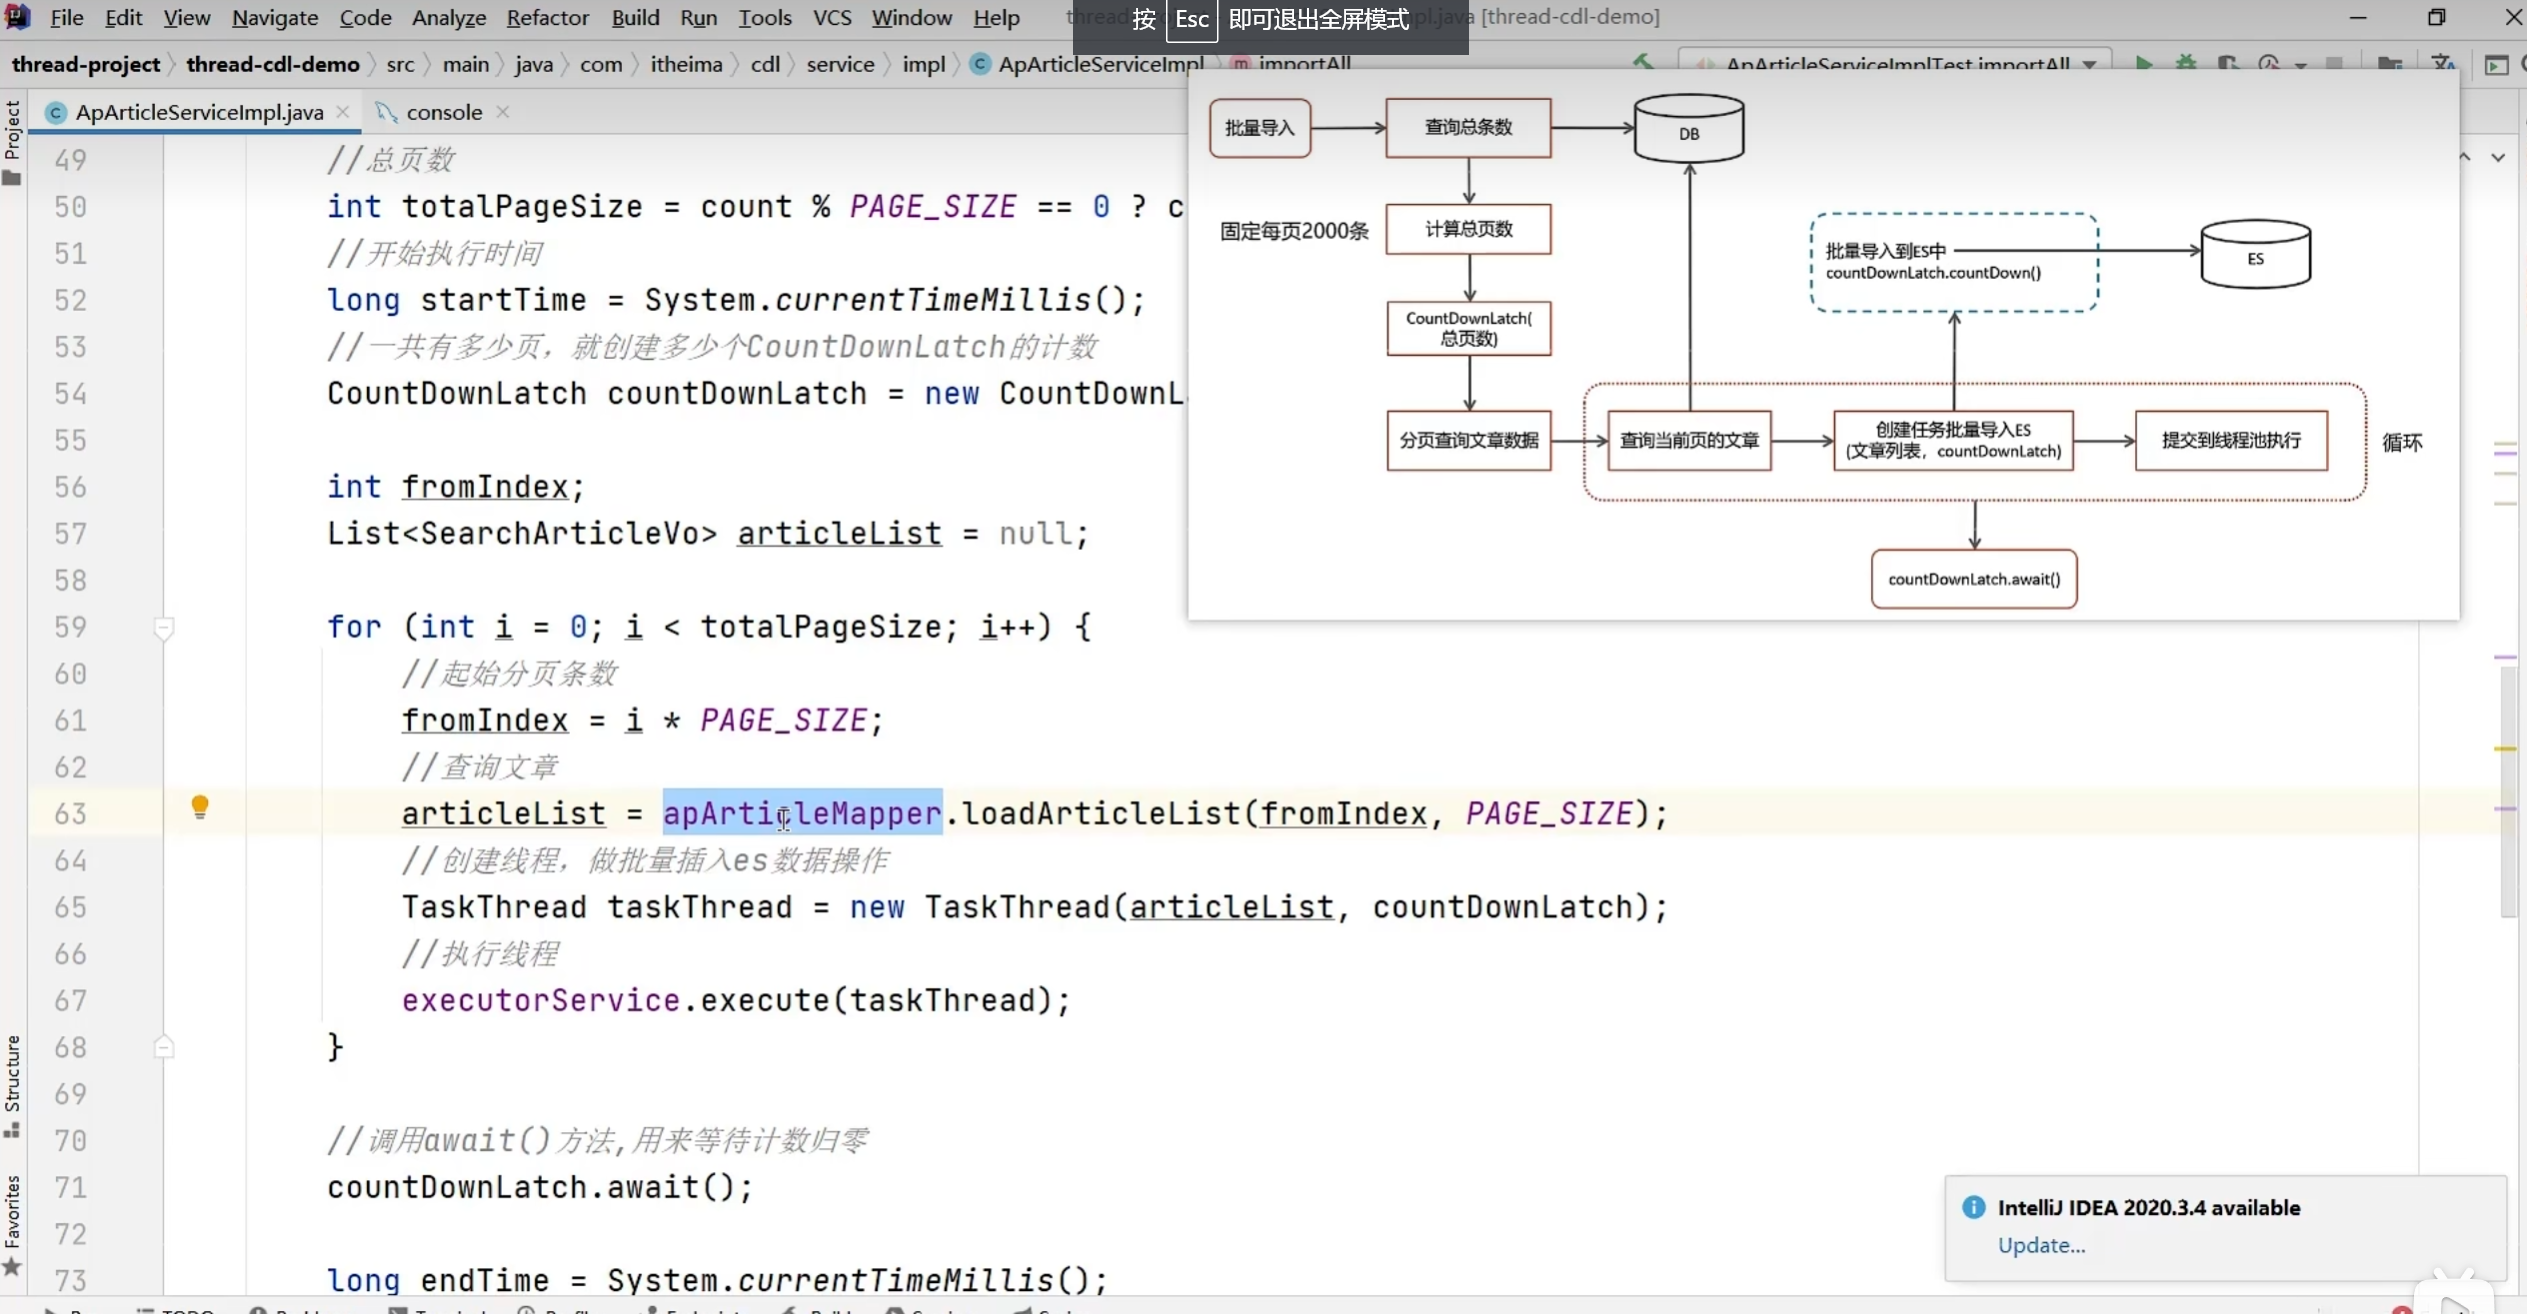 File Edit View Navigate Code Analyze Refactor Build Run Tools VCS Window Help
[thread-cdl-demo]
按 Esc 即可退出全屏模式
thread-project thread-cdl-demo src main java com itheima cdl service impl ApArticleServiceImpl importAll
ApArticleServiceImplTest.importAll
Project
ApArticleServiceImpl.java
console
49 //总页数
50 int totalPageSize = count % PAGE_SIZE == 0 ? c
51 //开始执行时间
52 long startTime = System.currentTimeMillis();
53 //一共有多少页，就创建多少个CountDownLatch的计数
54 CountDownLatch countDownLatch = new CountDownL
55
56 int fromIndex;
57 List<SearchArticleVo> articleList = null;
58
59 for (int i = 0; i < totalPageSize; i++) {
60 //起始分页条数
61 fromIndex = i * PAGE_SIZE;
62 //查询文章
63 articleList = apArticleMapper.loadArticleList(fromIndex, PAGE_SIZE);
64 //创建线程，做批量插入es数据操作
65 TaskThread taskThread = new TaskThread(articleList, countDownLatch);
66 //执行线程
67 executorService.execute(taskThread);
68 }
69
70 //调用await()方法,用来等待计数归零
71 countDownLatch.await();
72
73 long endTime = System.currentTimeMillis();
批量导入
查询总条数
DB
固定每页2000条
计算总页数
批量导入到ES中
countDownLatch.countDown()
ES
CountDownLatch(
总页数)
分页查询文章数据
查询当前页的文章
创建任务批量导入ES
(文章列表，countDownLatch)
提交到线程池执行
循环
countDownLatch.await()
Structure
Favorites
IntelliJ IDEA 2020.3.4 available
Update...